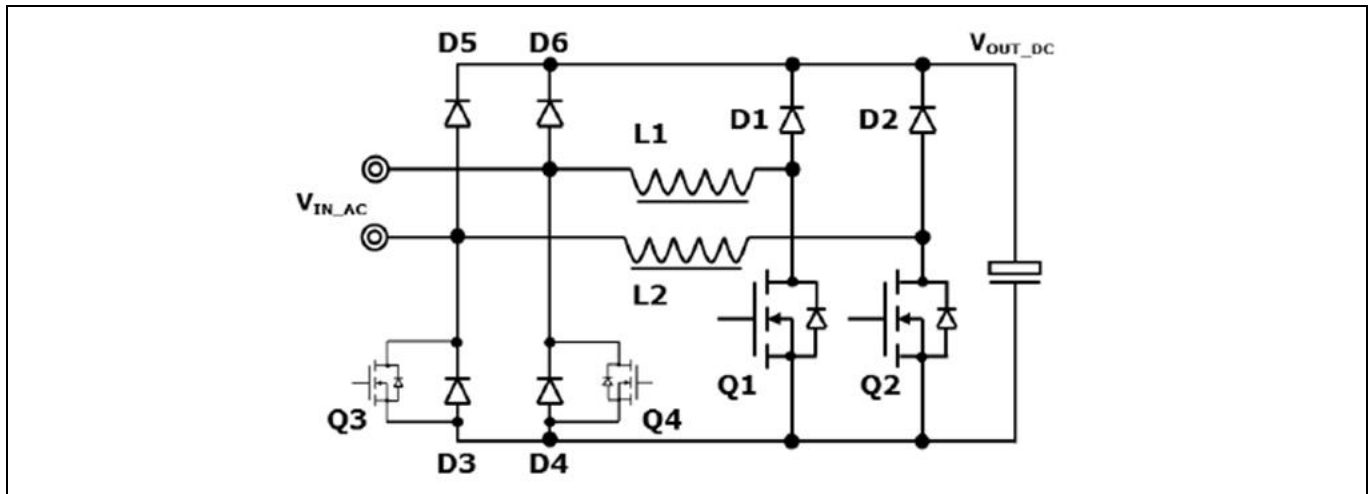 D5 D6 V_OUT_DC
L1 D1 D2
V_IN_AC
L2
Q1 Q2
Q3 Q4
D3 D4